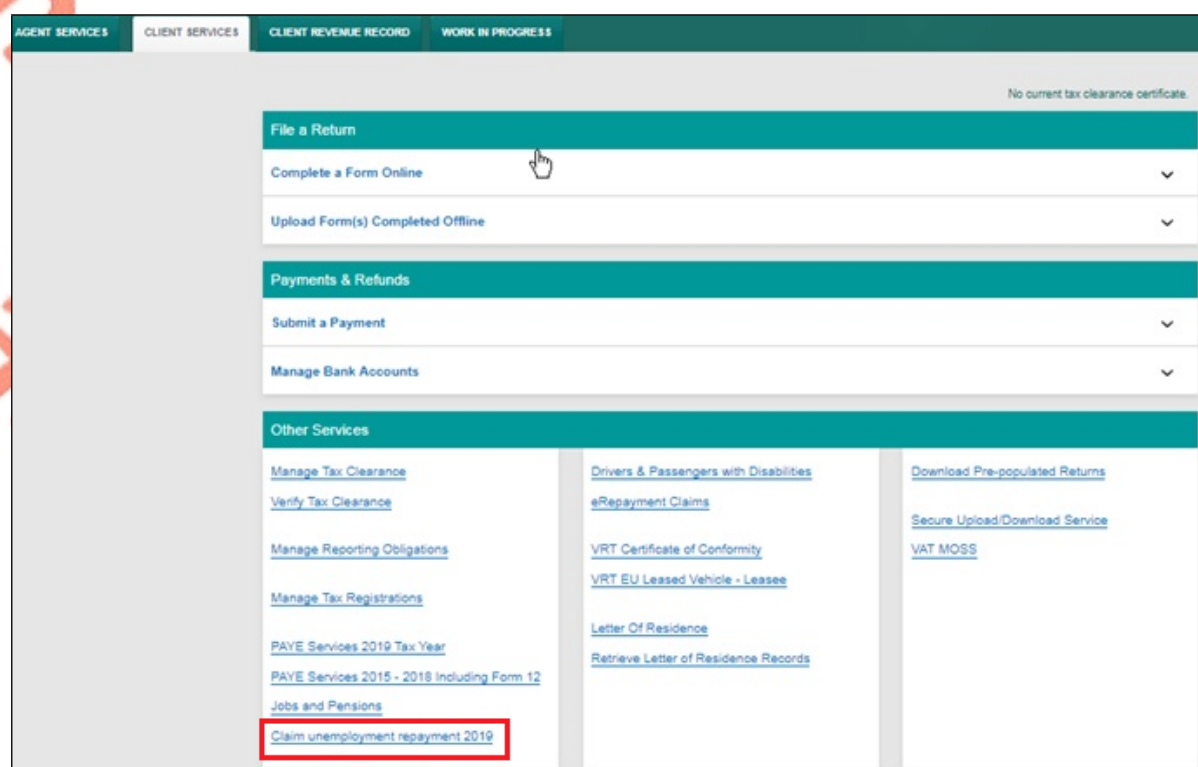 AGENT SERVICES
CLIENT SERVICES
CLIENT REVENUE RECORD
WORK IN PROGRESS
No current tax clearance certificate.
File a Return
Complete a Form Online
Upload Form(s) Completed Offline
Payments & Refunds
Submit a Payment
Manage Bank Accounts
Other Services
Manage Tax Clearance
Verify Tax Clearance
Manage Reporting Obligations
Manage Tax Registrations
PAYE Services 2019 Tax Year
PAYE Services 2015 - 2018 Including Form 12
Jobs and Pensions
Claim unemployment repayment 2019
Drivers & Passengers with Disabilities
eRepayment Claims
VRT Certificate of Conformity
VRT EU Leased Vehicle - Leasee
Letter Of Residence
Retrieve Letter of Residence Records
Download Pre-populated Returns
Secure Upload/Download Service
VAT MOSS